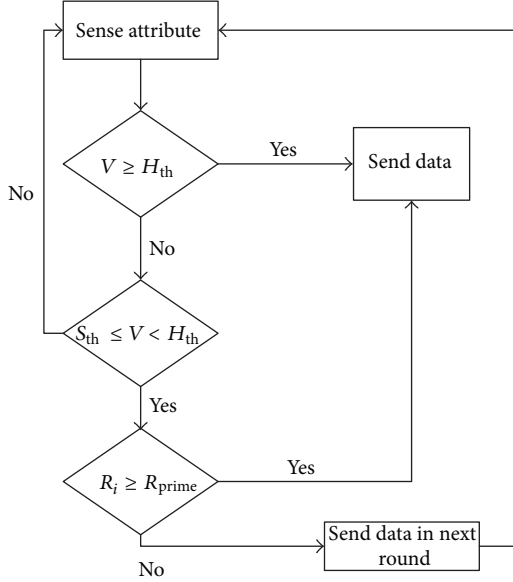 Sense attribute
V ≥ H_th
Yes
Send data
No
No
S_th ≤ V < H_th
Yes
R_i ≥ R_prime
Yes
Send data in next
round
No